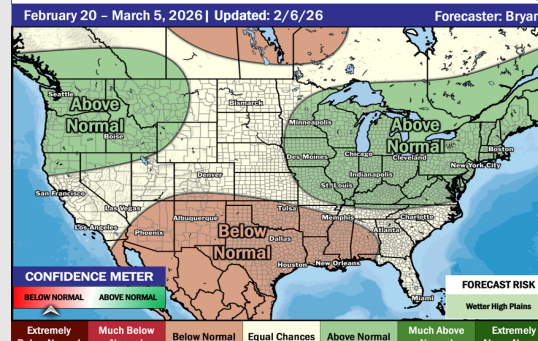 February 20 – March 5, 2026 | Updated: 2/6/26
Forecaster: Bryan
Seattle
Above
Normal
Boise
Bismarck
Minneapolis
Above
Normal
Boston
Des Moines
Chicago
Cleveland
New York City
Indianapolis
Denver
St. Louis
San Francisco
Las Vegas
Tulsa
Los Angeles
Phoenix
Albuquerque
Below
Normal
Memphis
Charlotte
Dallas
Atlanta
Houston
New Orleans
Miami
CONFIDENCE METER
BELOW NORMAL
ABOVE NORMAL
FORECAST RISK
Wetter High Plains
Extremely
Much Below
Below Normal
Equal Chances
Above Normal
Much Above
Extremely